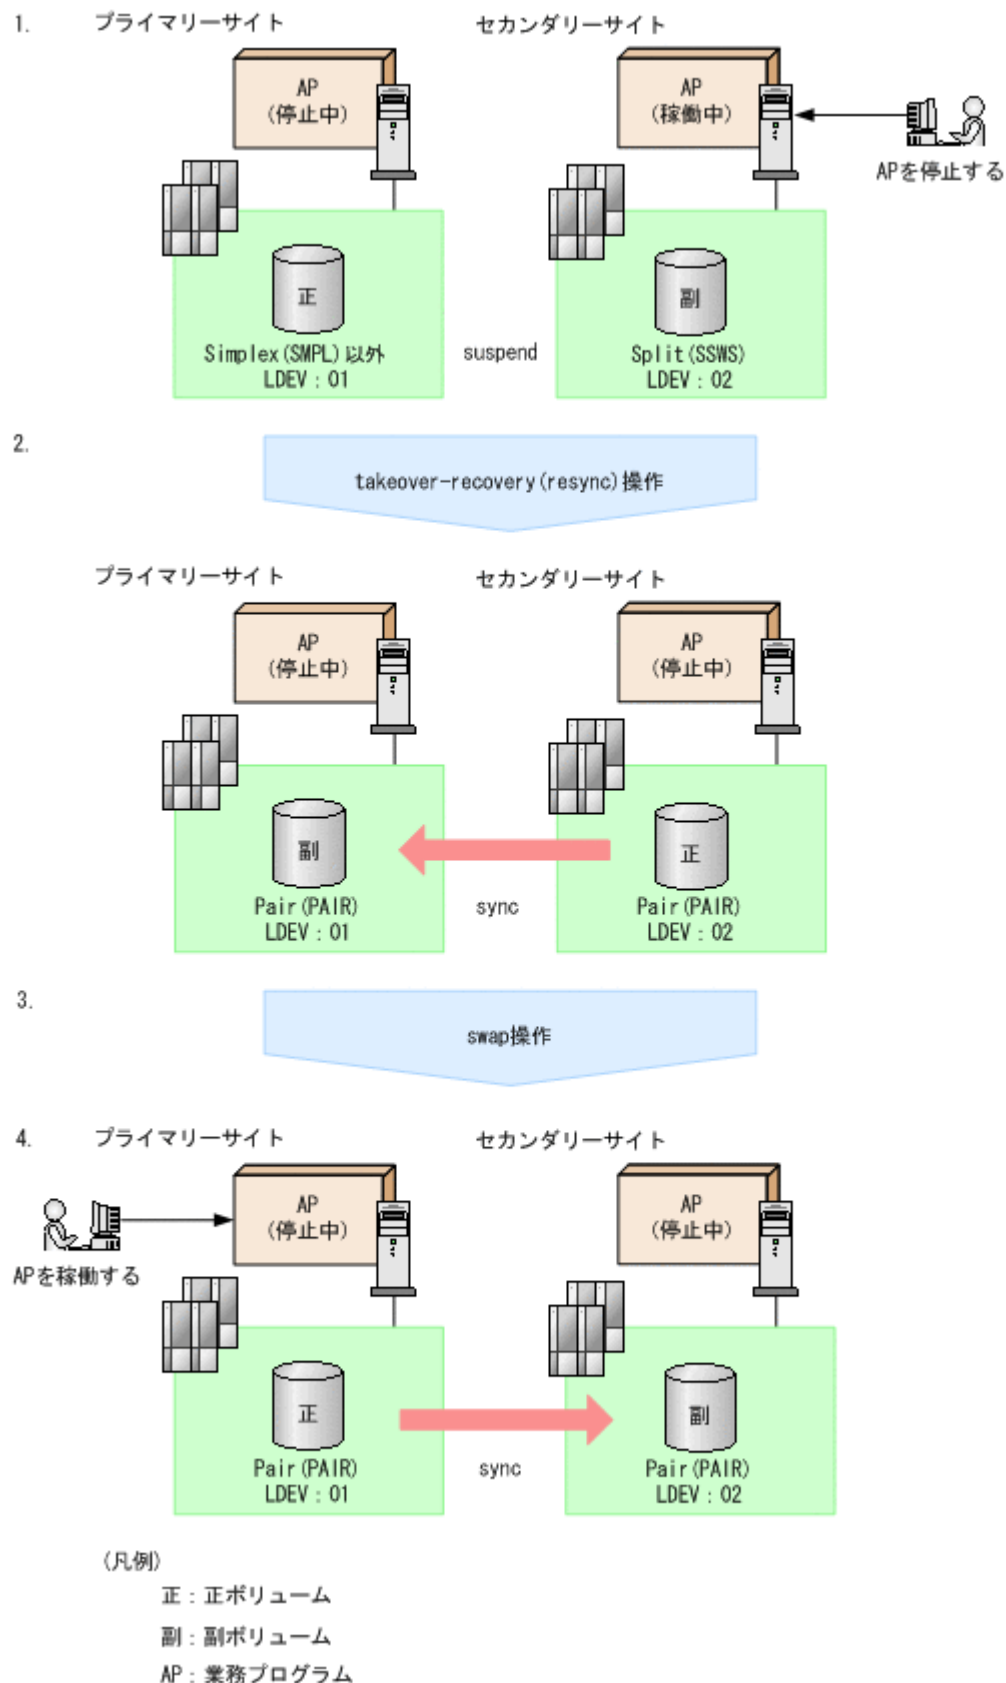 1. プライマリーサイト セカンダリーサイト
AP AP
(停止中) (稼働中)
APを停止する
正 副
Simplex(SMPL)以外 suspend Split(SSWS)
LDEV：01 LDEV：02
2.
takeover-recovery(resync)操作
プライマリーサイト セカンダリーサイト
AP AP
(停止中) (停止中)
副 正
Pair(PAIR) sync Pair(PAIR)
LDEV：01 LDEV：02
3.
swap操作
4. プライマリーサイト セカンダリーサイト
AP AP
(停止中) (停止中)
APを稼働する
正 副
Pair(PAIR) sync Pair(PAIR)
LDEV：01 LDEV：02
(凡例)
正：正ボリューム
副：副ボリューム
AP：業務プログラム